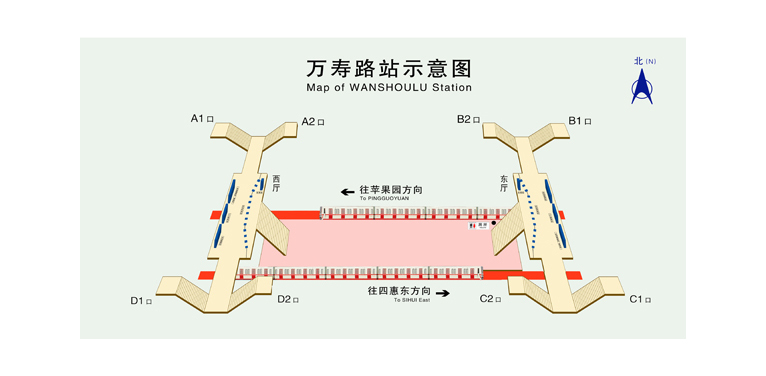 万寿路站示意图
Map of WANSHOULU Station
北(N)
A1口
A2口
B2口
B1口
西厅
东厅
往苹果园方向
To PINGGUOYUAN
往四惠东方向
To SIHUI East
D1口
D2口
C2口
C1口